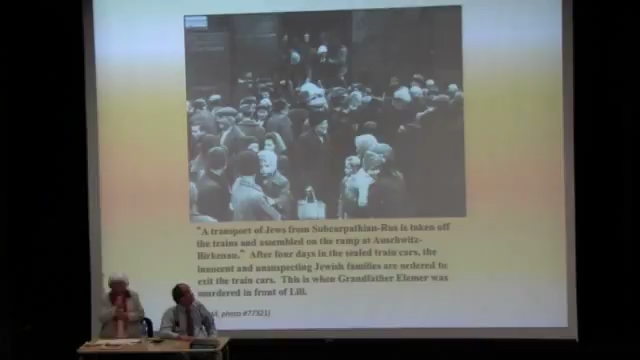 "A transport of Jews from Subcarpathian-Rus is taken off
the trains and assembled on the ramp at Auschwitz-
Birkenau." After four days in the sealed train cars, the
innocent and unsuspecting Jewish families are ordered to
exit the train cars. This is when Grandfather Elemer was
murdered in front of Lili.
photo #77321)